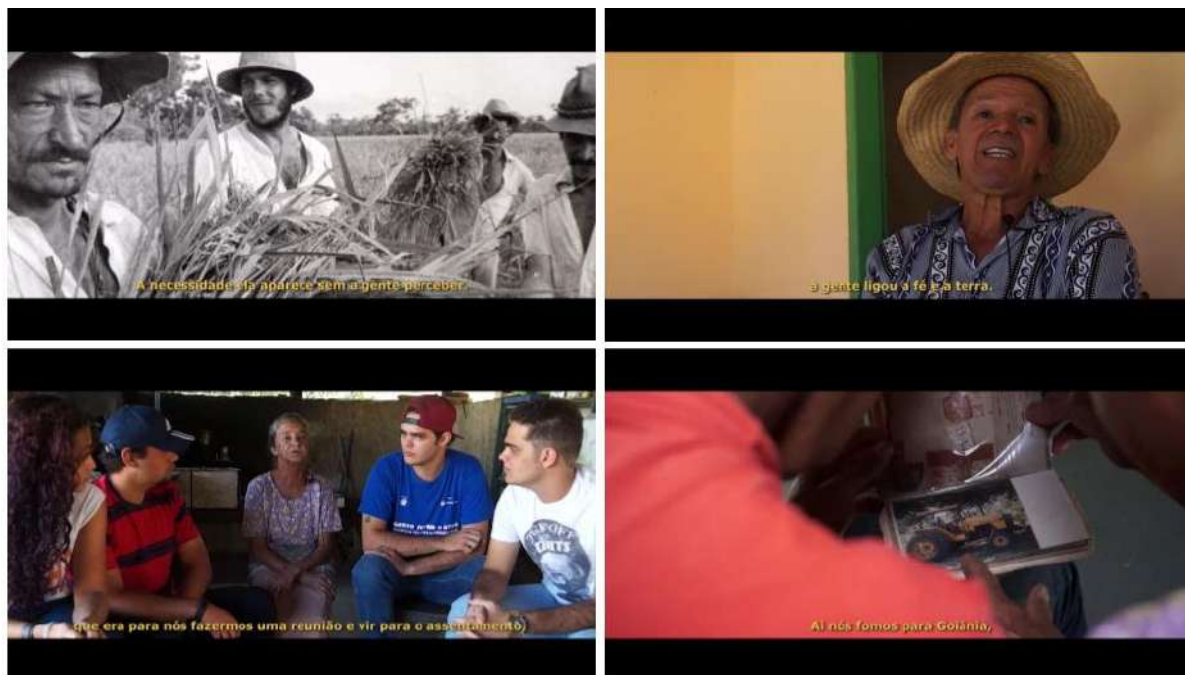 A necessidade ela aparece sem a gente perceber.
a gente ligou a fé e a terra.
que era para nós fazermos uma reunião e vir para o assentamento,
Aí nós fomos para Goiânia,